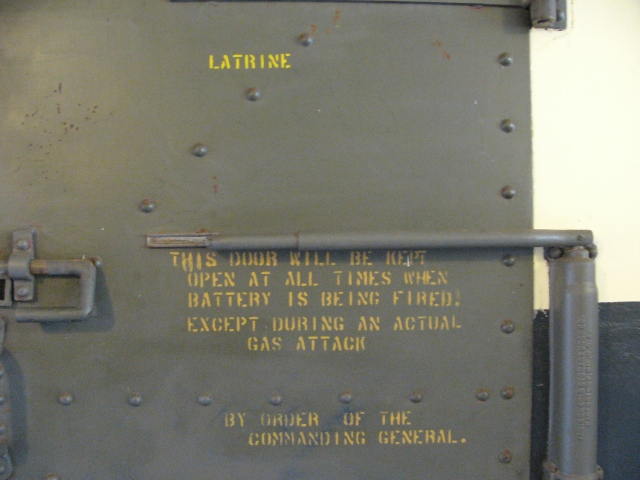 LATRINE
THIS DOOR WILL BE KEPT
OPEN AT ALL TIMES WHEN
BATTERY IS BEING FIRED!
EXCEPT DURING AN ACTUAL
GAS ATTACK
BY ORDER OF THE
COMMANDING GENERAL.